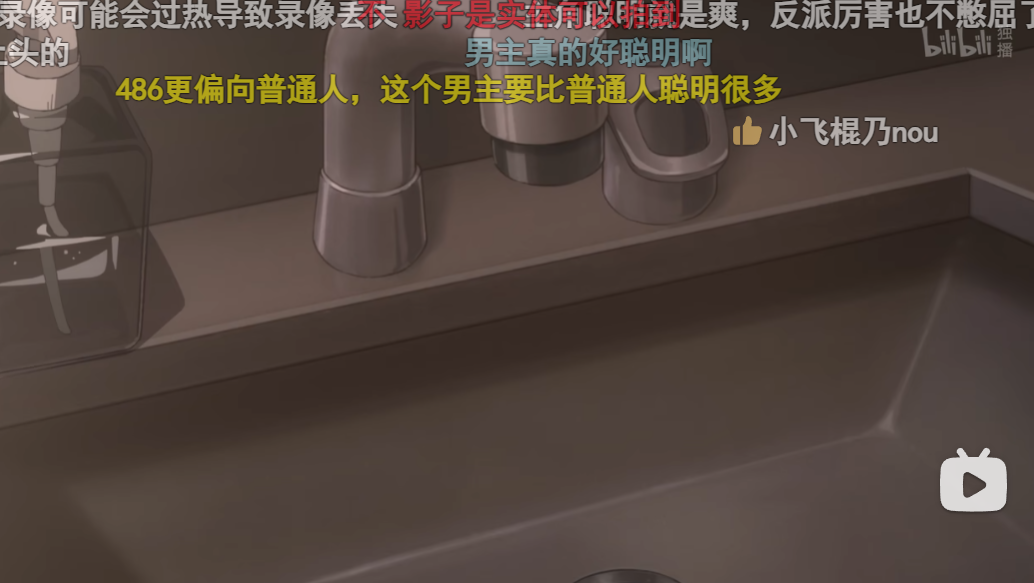 录像可能会过热导致录像丢失
不 影子是实体可以拍到
是爽，反派厉害也不憋屈了
bilibili 独播
上头的
男主真的好聪明啊
486更偏向普通人，这个男主要比普通人聪明很多
小飞棍乃nou